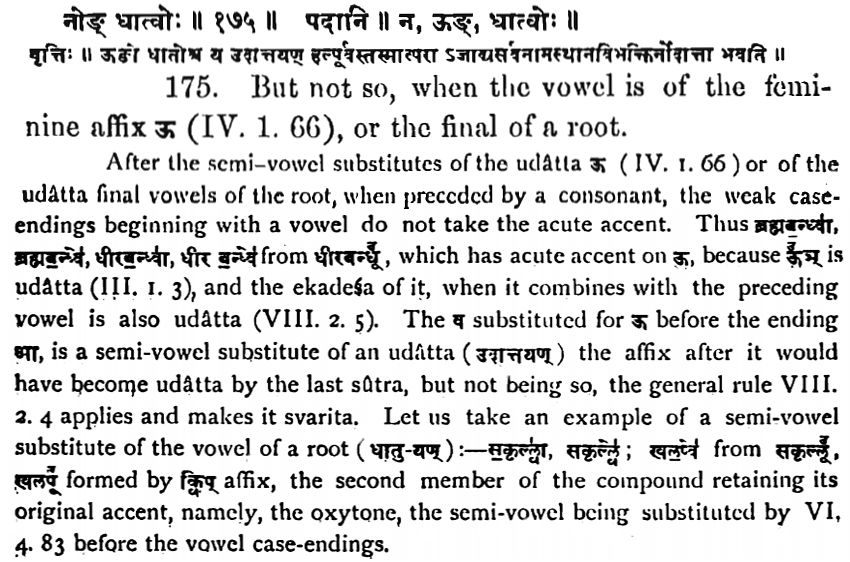 नोङ् धात्वोः ॥ १७५ ॥ पदानि ॥ न, ऊङ्, धात्वोः ॥
वृत्तिः ॥ ऊङो धातोश्च य उदात्तयण् हल्पूर्वस्तस्मात्परा ऽजाद्यसर्वनामस्थानविभक्तिर्नोदात्ता भवति ॥
175. But not so, when the vowel is of the femi-
nine affix ऊ (IV. 1. 66), or the final of a root.
After the semi-vowel substitutes of the udâtta ऊ (IV. 1. 66) or of the
udâtta final vowels of the root, when preceded by a consonant, the weak case-
endings beginning with a vowel do not take the acute accent. Thus ब्रह्मब॒न्ध्वा॑,
ब्रह्मब॒न्ध्वे॑, धीरब॒न्ध्वा॑, धीर ब॒न्ध्वे॑ from धीरबन्धूँ, which has acute accent on ऊ, because ऊँञ् is
udâtta (III. 1. 3), and the ekadeśa of it, when it combines with the preceding
vowel is also udâtta (VIII. 2. 5). The व substituted for ऊ before the ending
आ, is a semi-vowel substitute of an udâtta (उदात्तयण्) the affix after it would
have become udâtta by the last sûtra, but not being so, the general rule VIII.
2. 4 applies and makes it svarita. Let us take an example of a semi-vowel
substitute of the vowel of a root (धातु-यण्):—स॒कृल्ल्वा॑, सकृल्ल्वे॑; खल॒प्वे॑ from सकृल्लूँ,
खलपूँ formed by क्विप् affix, the second member of the compound retaining its
original accent, namely, the oxytone, the semi-vowel being substituted by VI,
4. 83 before the vowel case-endings.